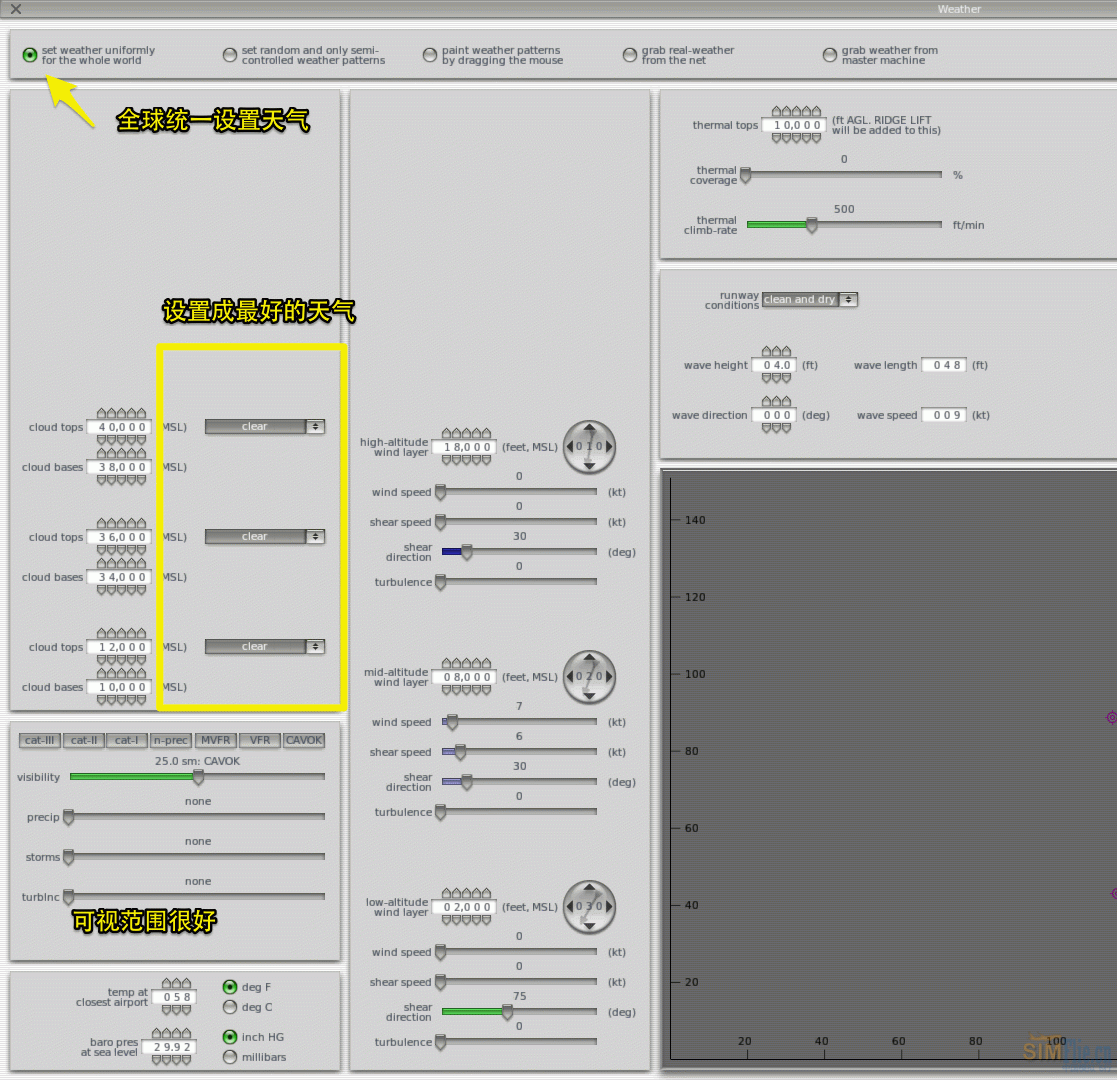 Weather
set weather uniformly
for the whole world
set random and only semi-
controlled weather patterns
paint weather patterns
by dragging the mouse
grab real-weather
from the net
grab weather from
master machine
全球统一设置天气
设置成最好的天气
cloud tops 40,000 MSL) clear
cloud bases 38,000 MSL)
cloud tops 36,000 MSL) clear
cloud bases 34,000 MSL)
cloud tops 12,000 MSL) clear
cloud bases 10,000 MSL)
cat-III cat-II cat-I n-prec MVFR VFR CAVOK
25.0 sm: CAVOK
visibility
none
precip
none
storms
none
turblnc
可视范围很好
temp at
closest airport
058
deg F
deg C
baro pres
at sea level
29.92
inch HG
millibars
high-altitude
wind layer
18,000 (feet, MSL) 010
0
wind speed (kt)
0
shear speed (kt)
30
shear
direction
(deg)
0
turbulence
mid-altitude
wind layer
08,000 (feet, MSL) 020
7
wind speed (kt)
6
shear speed (kt)
30
shear
direction
(deg)
0
turbulence
low-altitude
wind layer
02,000 (feet, MSL) 030
0
wind speed (kt)
0
shear speed (kt)
75
shear
direction
(deg)
0
turbulence
thermal tops 10,000 (ft AGL. RIDGE LIFT
will be added to this)
0
thermal
coverage
%
500
thermal
climb-rate
ft/min
runway
conditions
clean and dry
wave height 04.0 (ft) wave length 048 (ft)
wave direction 000 (deg) wave speed 009 (kt)
140
120
100
80
60
40
20
20 40 60 80 100